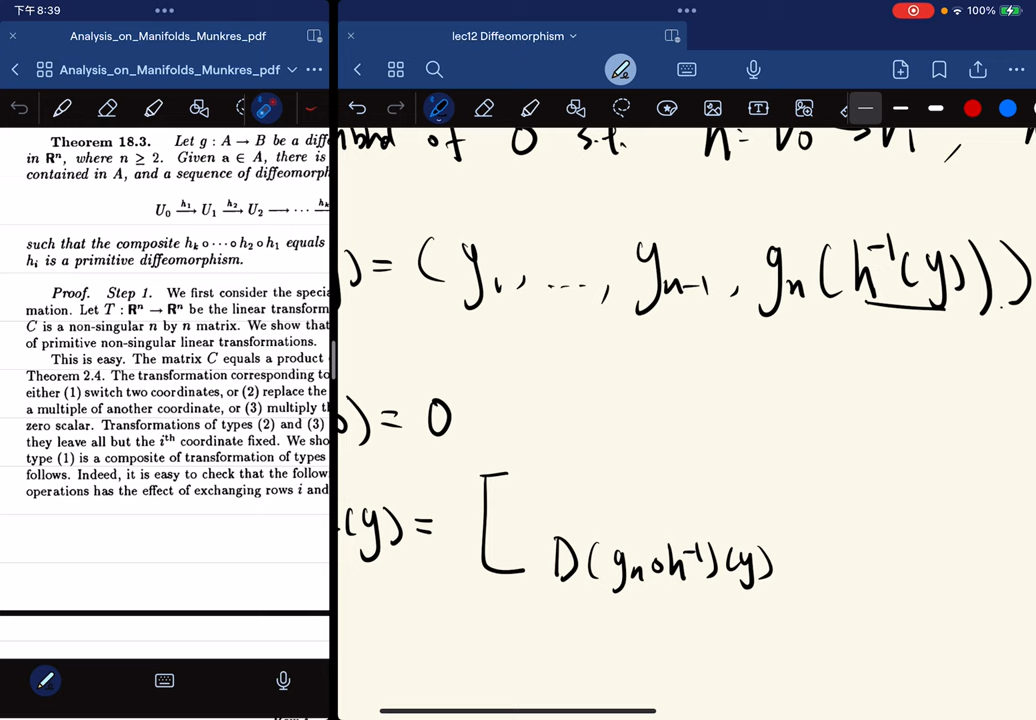 下午8:39
100%
Analysis_on_Manifolds_Munkres_pdf
lec12 Diffeomorphism
Analysis_on_Manifolds_Munkres_pdf
Theorem 18.3. Let g : A → B be a diff
in Rⁿ, where n ≥ 2. Given a ∈ A, there is
contained in A, and a sequence of diffeomorph
U₀ →h₁ U₁ →h₂ U₂ → ⋯ →hₖ
such that the composite hₖ ∘ ⋯ ∘ h₂ ∘ h₁ equals
hᵢ is a primitive diffeomorphism.
Proof. Step 1. We first consider the specia
mation. Let T : Rⁿ → Rⁿ be the linear transform
C is a non-singular n by n matrix. We show that
of primitive non-singular linear transformations.
This is easy. The matrix C equals a product
Theorem 2.4. The transformation corresponding to
either (1) switch two coordinates, or (2) replace the
a multiple of another coordinate, or (3) multiply th
zero scalar. Transformations of types (2) and (3)
they leave all but the iᵗʰ coordinate fixed. We sho
type (1) is a composite of transformation of types
follows. Indeed, it is easy to check that the follow
operations has the effect of exchanging rows i and
nbhd of 0 s.t. h: V₀ → V₁ ,
) = ( y₁, ..., yₙ₋₁, gₙ(h⁻¹(y)))
) = 0
(y) = [
D(gₙ∘h⁻¹)(y)